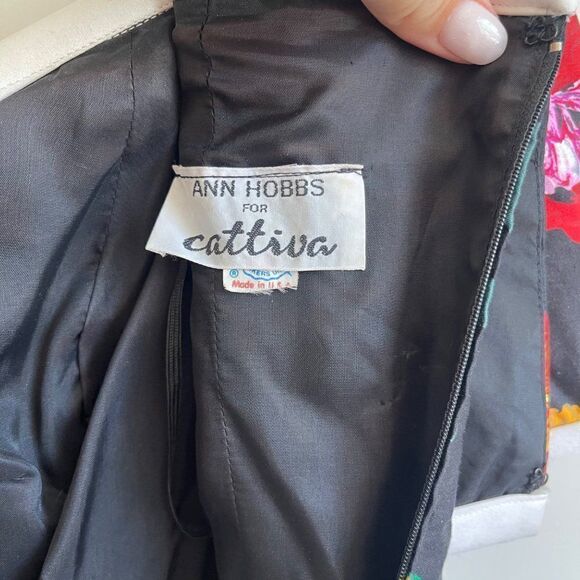 ANN HOBBS
FOR
cattiva
®
Made in U.S.A